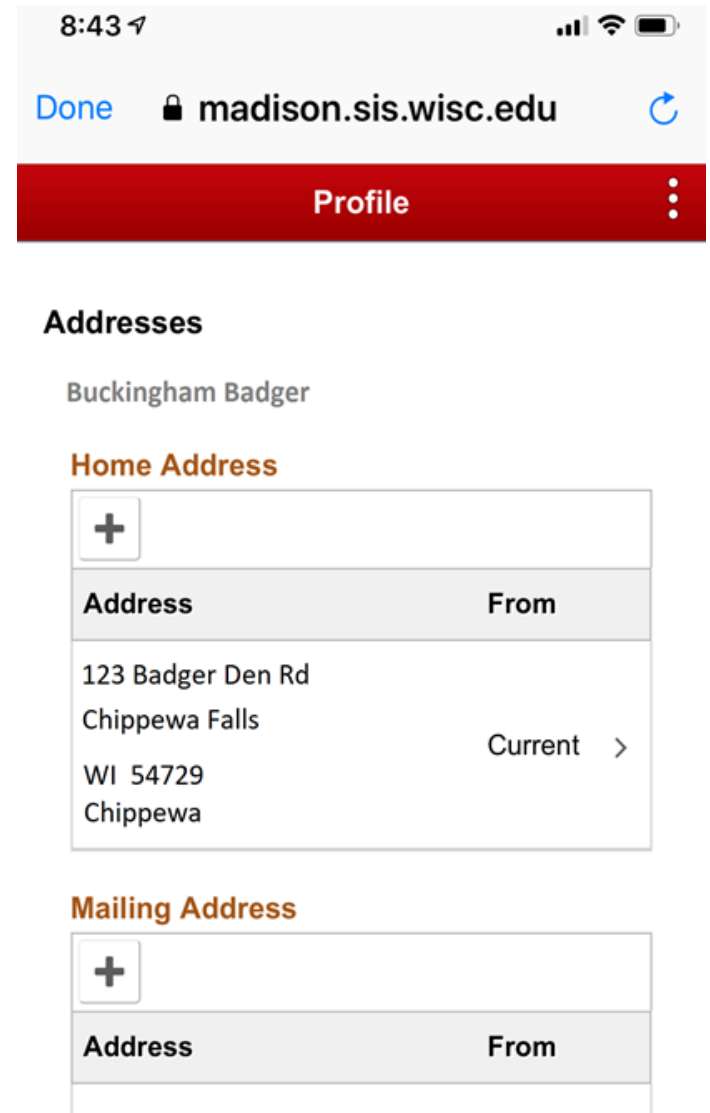 8:43
Done madison.sis.wisc.edu
Profile
Addresses
Buckingham Badger
Home Address
+
Address From
123 Badger Den Rd
Chippewa Falls
Current >
WI 54729
Chippewa
Mailing Address
+
Address From